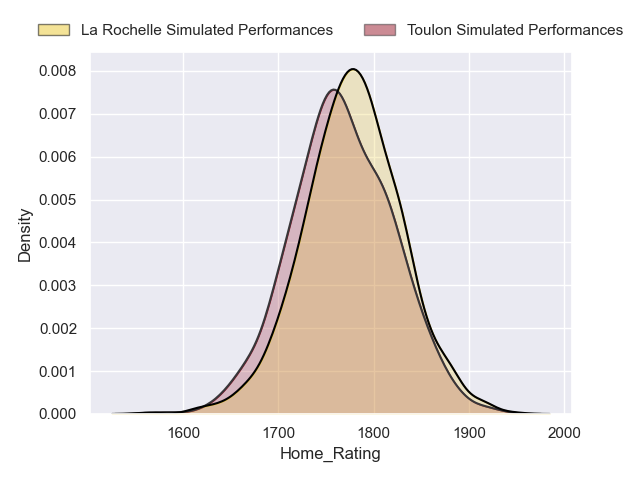 La Rochelle Simulated Performances Toulon Simulated Performances
0.008
0.007
0.006
0.005
0.004
0.003
0.002
0.001
0.000
Density
1600 1700 1800 1900 2000
Home_Rating